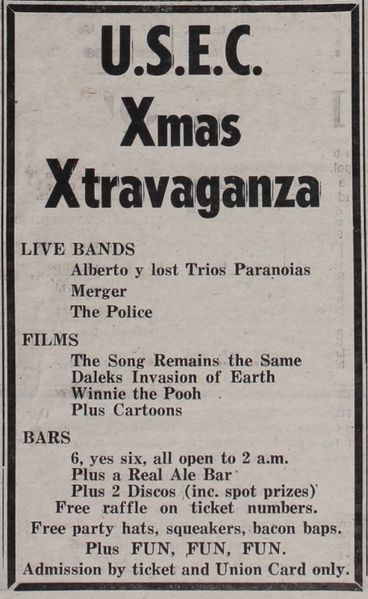 U.S.E.C.
Xmas
Xtravaganza
LIVE BANDS
Alberto y lost Trios Paranoias
Merger
The Police
FILMS
The Song Remains the Same
Daleks Invasion of Earth
Winnie the Pooh
Plus Cartoons
BARS
6, yes six, all open to 2 a.m.
Plus a Real Ale Bar
Plus 2 Discos (inc. spot prizes)
Free raffle on ticket numbers.
Free party hats, squeakers, bacon baps.
Plus FUN, FUN, FUN.
Admission by ticket and Union Card only.